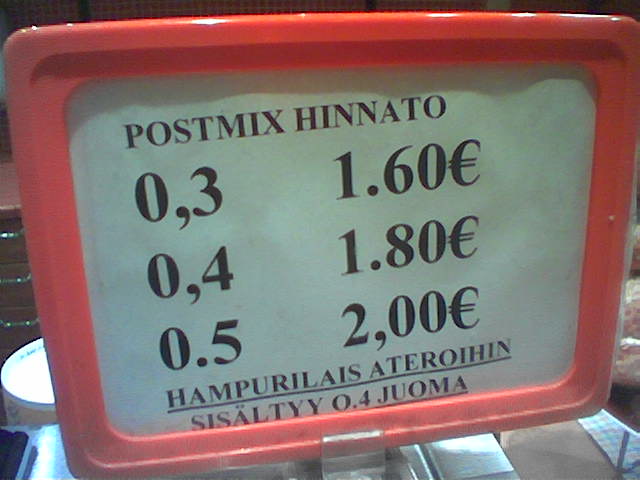 POSTMIX HINNATO
0,3 1.60€
0,4 1.80€
0.5 2,00€
HAMPURILAIS ATEROIHIN
SISÄLTYY O.4 JUOMA